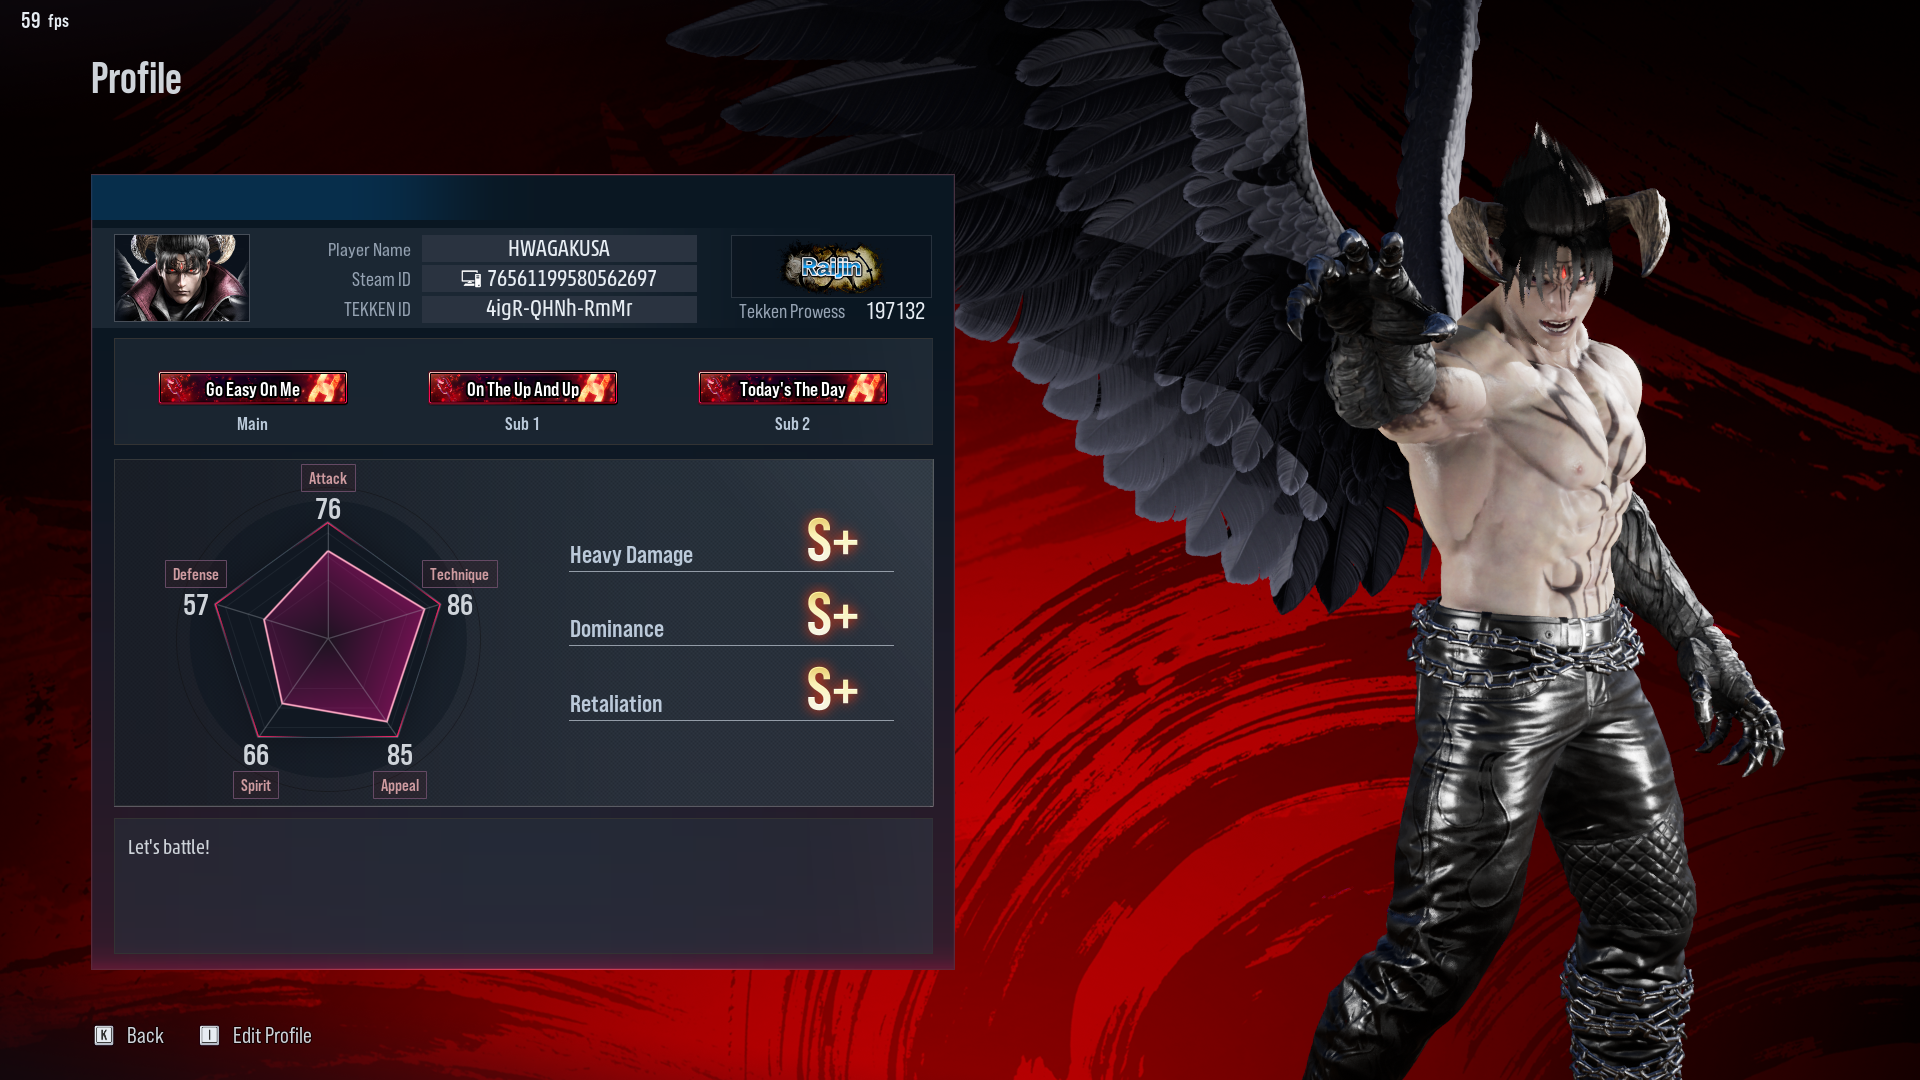 59 fps
Profile
Player Name HWAGAKUSA
Steam ID 76561199580562697
TEKKEN ID 4igR-QHNh-RmMr
Raijin
Tekken Prowess 197132
Go Easy On Me
Main
On The Up And Up
Sub 1
Today's The Day
Sub 2
Attack
76
Defense
57
Technique
86
66
Spirit
85
Appeal
Heavy Damage S+
Dominance S+
Retaliation S+
Let's battle!
K Back I Edit Profile